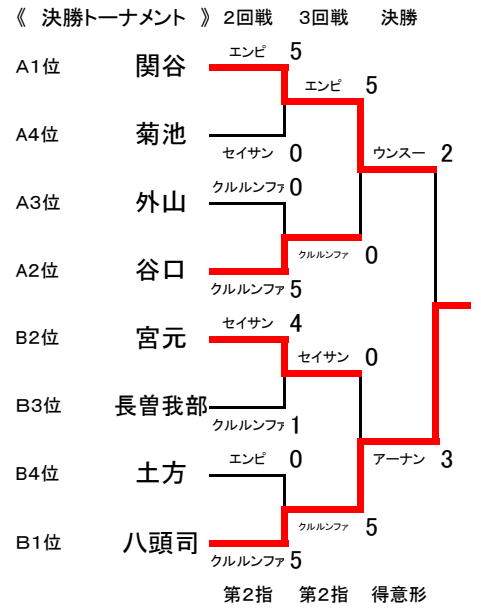 《 決勝トーナメント 》 2回戦 3回戦 決勝
エンピ 5
A1位 関谷
エンピ 5
A4位 菊池
セイサン 0
ウンスー 2
クルルンファ 0
A3位 外山
クルルンファ 0
A2位 谷口
クルルンファ 5
セイサン 4
B2位 宮元
セイサン 0
B3位 長曽我部
クルルンファ 1
エンピ 0
アーナン 3
B4位 土方
クルルンファ 5
B1位 八頭司
クルルンファ 5
第2指 第2指 得意形